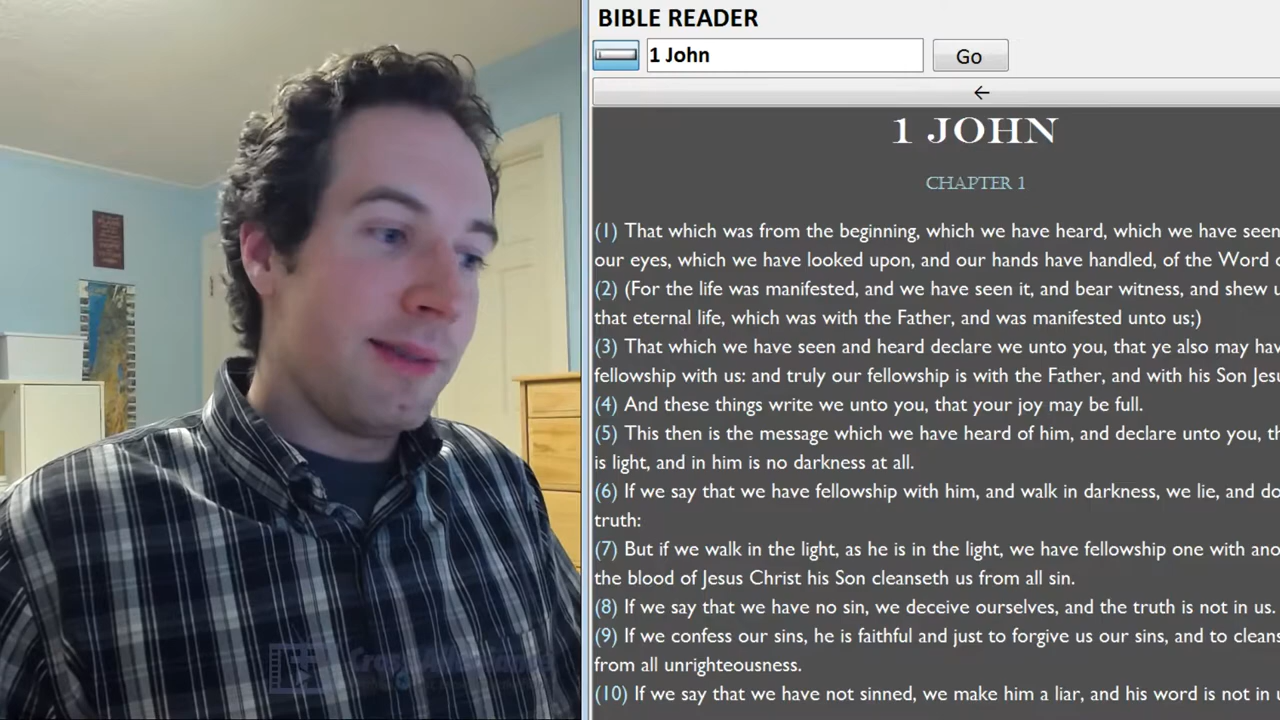 BIBLE READER
1 John
Go
←
1 JOHN
CHAPTER 1
(1) That which was from the beginning, which we have heard, which we have seen
our eyes, which we have looked upon, and our hands have handled, of the Word
(2) (For the life was manifested, and we have seen it, and bear witness, and shew
that eternal life, which was with the Father, and was manifested unto us;)
(3) That which we have seen and heard declare we unto you, that ye also may
fellowship with us: and truly our fellowship is with the Father, and with his Son
(4) And these things write we unto you, that your joy may be full.
(5) This then is the message which we have heard of him, and declare unto you,
is light, and in him is no darkness at all.
(6) If we say that we have fellowship with him, and walk in darkness, we lie, and
truth:
(7) But if we walk in the light, as he is in the light, we have fellowship one with
the blood of Jesus Christ his Son cleanseth us from all sin.
(8) If we say that we have no sin, we deceive ourselves, and the truth is not in us.
(9) If we confess our sins, he is faithful and just to forgive us our sins, and to
from all unrighteousness.
(10) If we say that we have not sinned, we make him a liar, and his word is not in